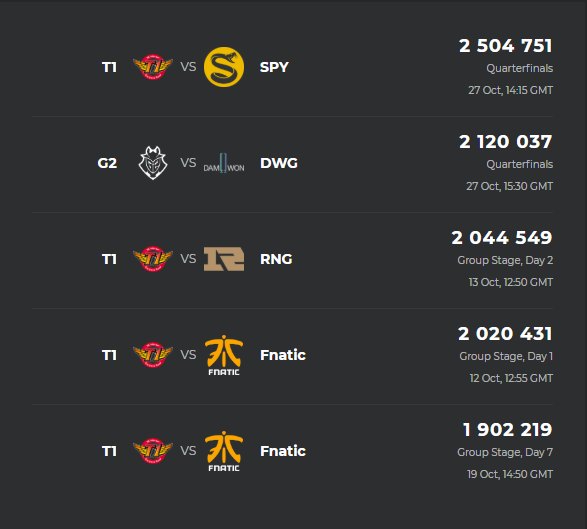 T1 VS SPY 2 504 751
Quarterfinals
27 Oct, 14:15 GMT
G2 VS DAMWON DWG 2 120 037
Quarterfinals
27 Oct, 15:30 GMT
T1 VS RNG 2 044 549
Group Stage, Day 2
13 Oct, 12:50 GMT
T1 VS FNATIC Fnatic 2 020 431
Group Stage, Day 1
12 Oct, 12:55 GMT
T1 VS FNATIC Fnatic 1 902 219
Group Stage, Day 7
19 Oct, 14:50 GMT